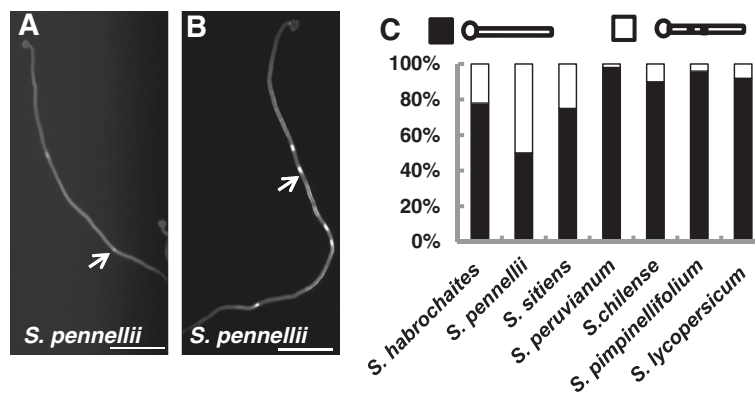 A
S. pennellii
B
S. pennellii
C
100%
80%
60%
40%
20%
0%
S. habrochaites
S. pennellii
S. sitiens
S. peruvianum
S.chilense
S. pimpinellifolium
S. lycopersicum